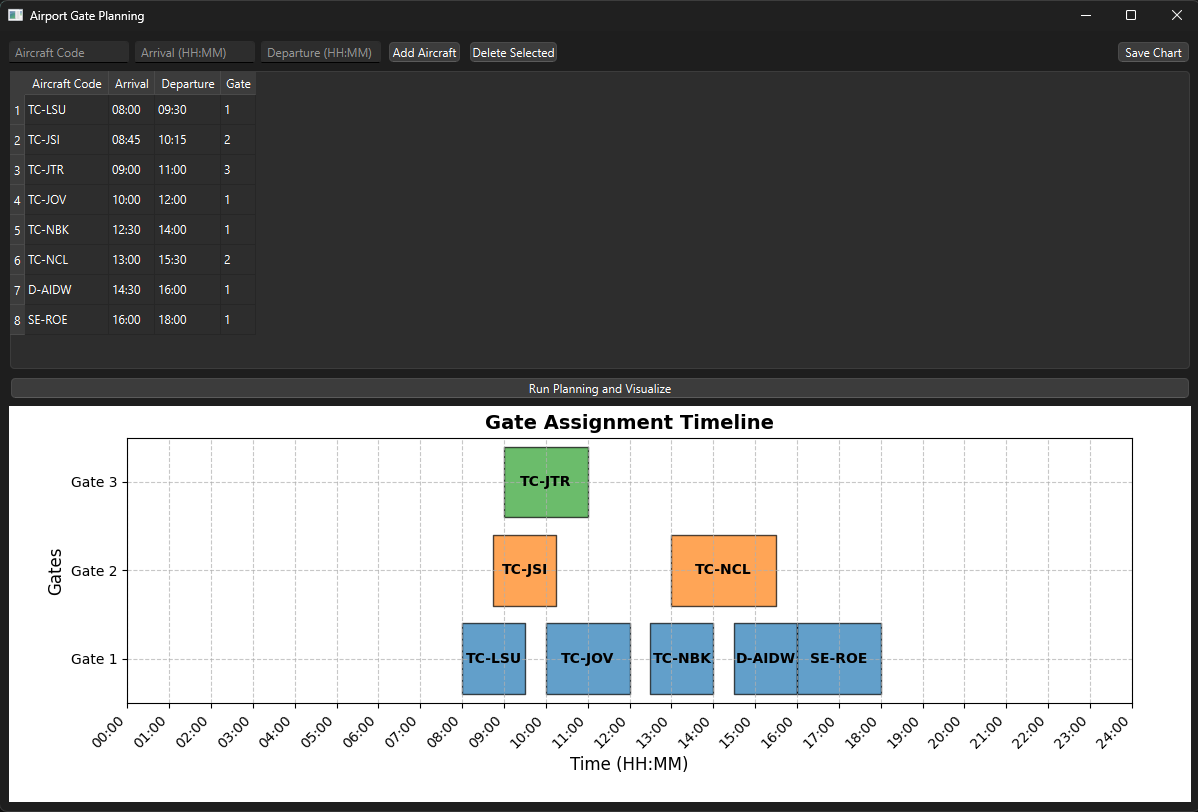 Airport Gate Planning
Aircraft Code Arrival (HH:MM) Departure (HH:MM) Add Aircraft Delete Selected Save Chart
Aircraft Code Arrival Departure Gate
1 TC-LSU 08:00 09:30 1
2 TC-JSI 08:45 10:15 2
3 TC-JTR 09:00 11:00 3
4 TC-JOV 10:00 12:00 1
5 TC-NBK 12:30 14:00 1
6 TC-NCL 13:00 15:30 2
7 D-AIDW 14:30 16:00 1
8 SE-ROE 16:00 18:00 1
Run Planning and Visualize
Gate Assignment Timeline
Gates
Gate 3 TC-JTR
Gate 2 TC-JSI TC-NCL
Gate 1 TC-LSU TC-JOV TC-NBK D-AIDW SE-ROE
00:00 01:00 02:00 03:00 04:00 05:00 06:00 07:00 08:00 09:00 10:00 11:00 12:00 13:00 14:00 15:00 16:00 17:00 18:00 19:00 20:00 21:00 22:00 23:00 24:00
Time (HH:MM)